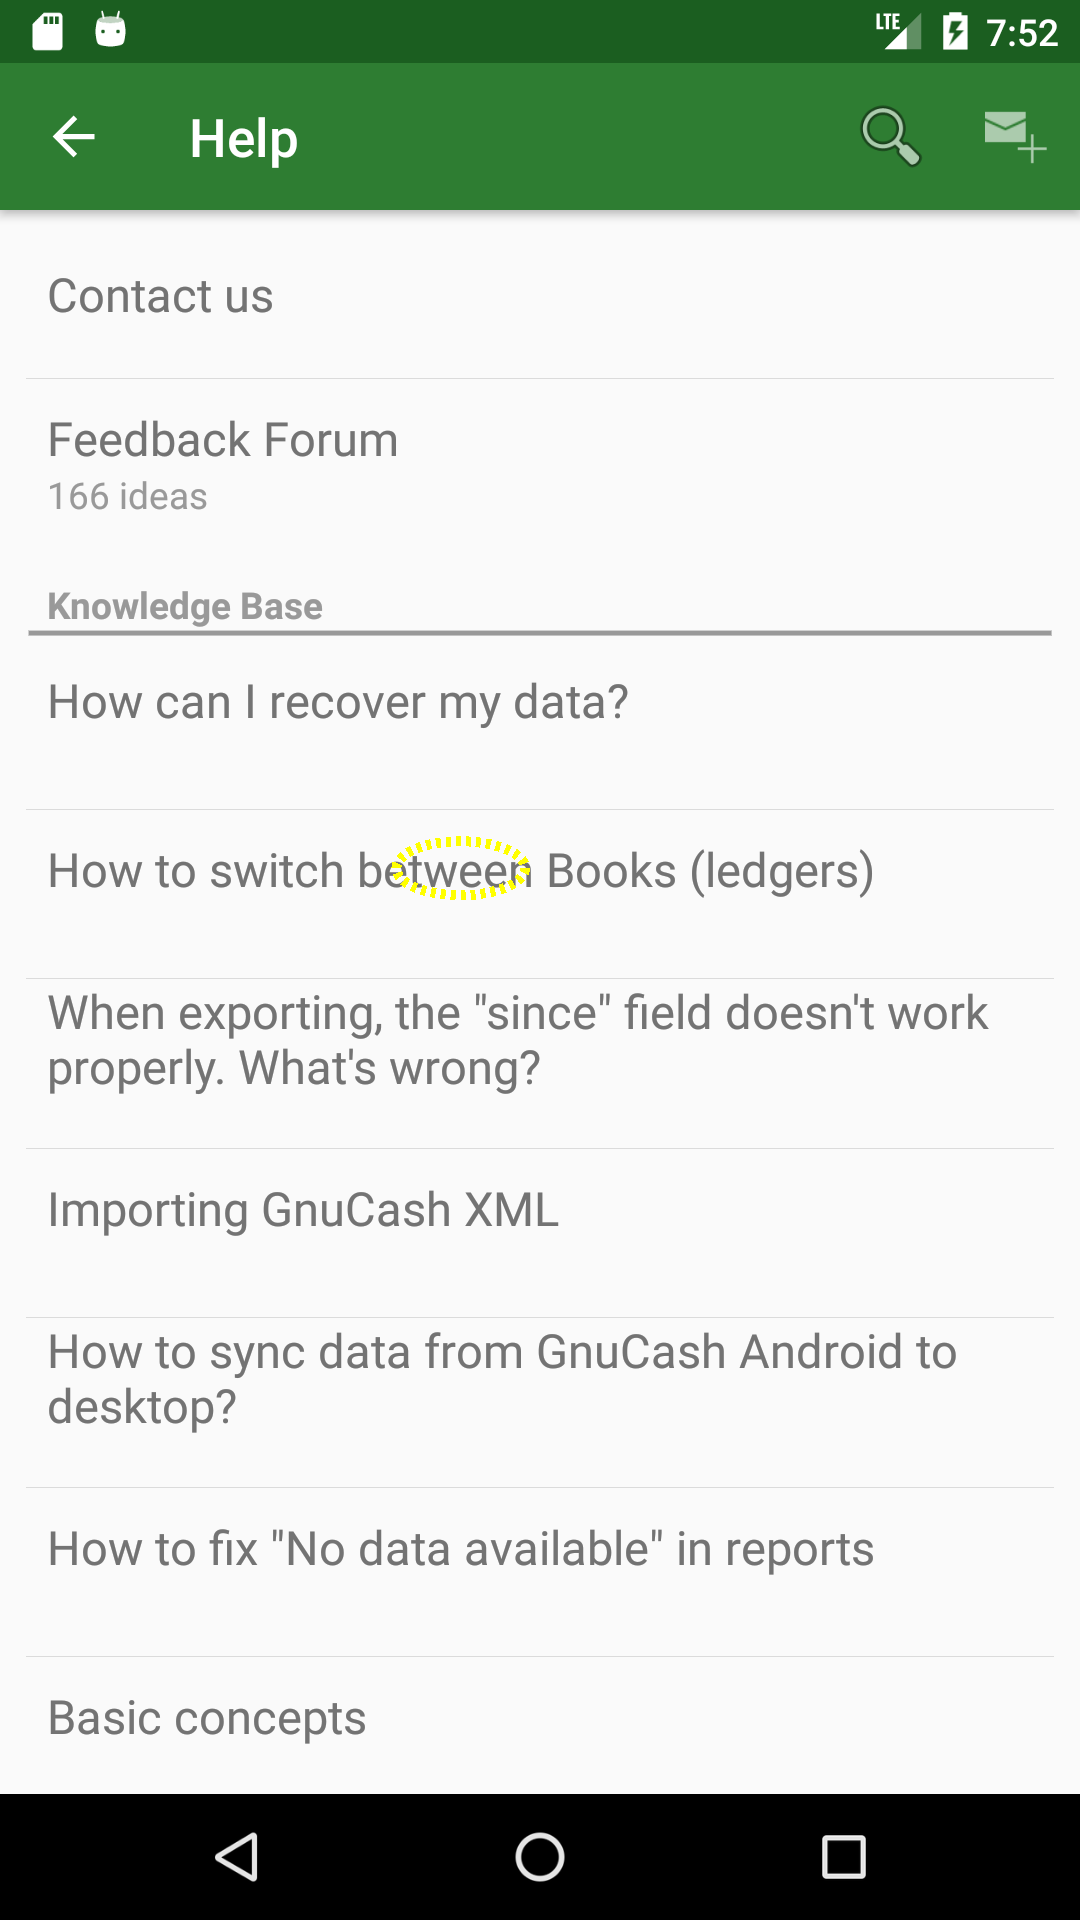 LTE 7:52
Help
Contact us
Feedback Forum
166 ideas
Knowledge Base
How can I recover my data?
How to switch between Books (ledgers)
When exporting, the "since" field doesn't work
properly. What's wrong?
Importing GnuCash XML
How to sync data from GnuCash Android to
desktop?
How to fix "No data available" in reports
Basic concepts